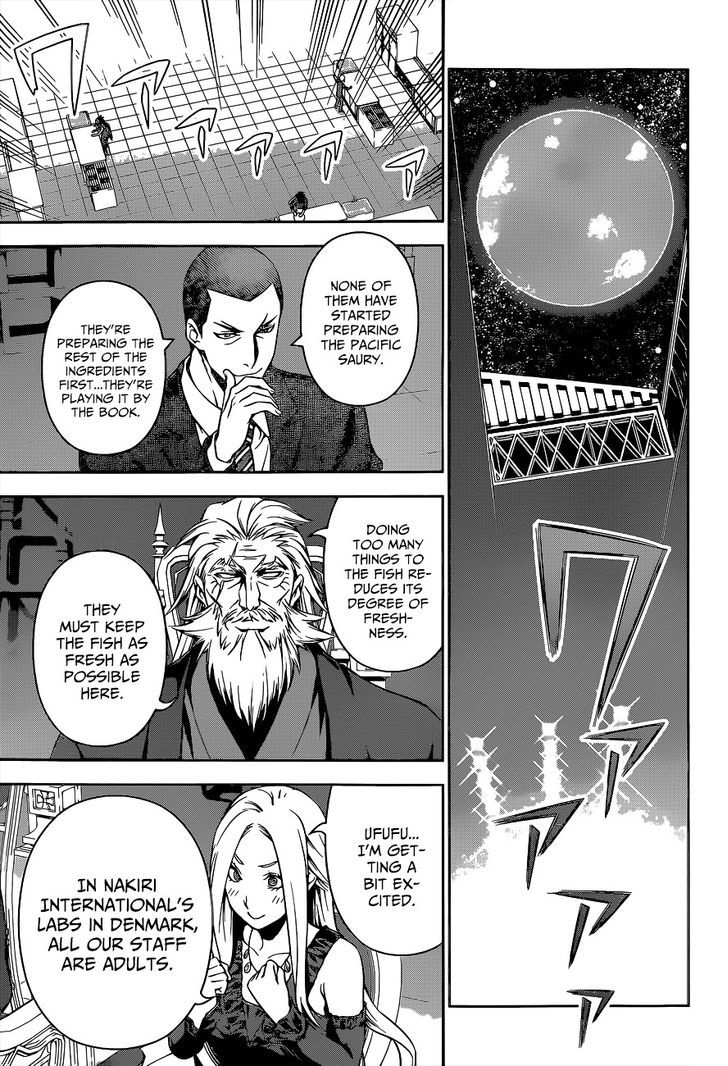 NONE
OF THEM HAVE
STARTED
PREPARING
THE PACIFIC
SAURY.
THEY'RE
PREPARING THE
REST OF THE
INGREDIENTS
FIRST...THEY'RE
PLAYING IT BY
THE BOOK.
DOING
TOO MANY
THINGS TO
THE FISH RE-
DUCES ITS
DEGREE OF
FRESH-
NESS.
THEY
MUST KEEP
THE FISH AS
FRESH AS
POSSIBLE
HERE.
UFUFU...
I'M GET-
TING A
BIT EX-
CITED.
IN NAKIRI
INTERNATIONAL'S
LABS IN DENMARK,
ALL OUR STAFF
ARE ADULTS.